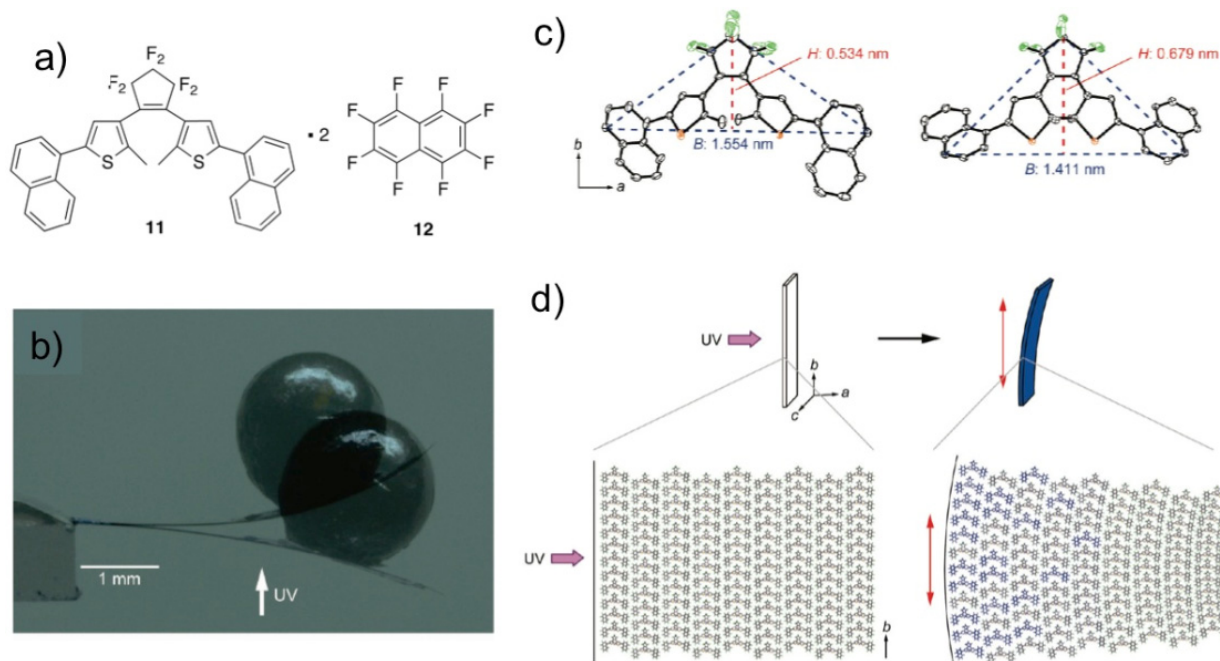 a)
F₂
F₂
F₂
S
S
11
• 2
F
F
F
F
F
F
F
F
12
b)
1 mm
UV
c)
H: 0.534 nm
B: 1.554 nm
b
a
H: 0.679 nm
B: 1.411 nm
d)
UV
b
a
c
UV
b